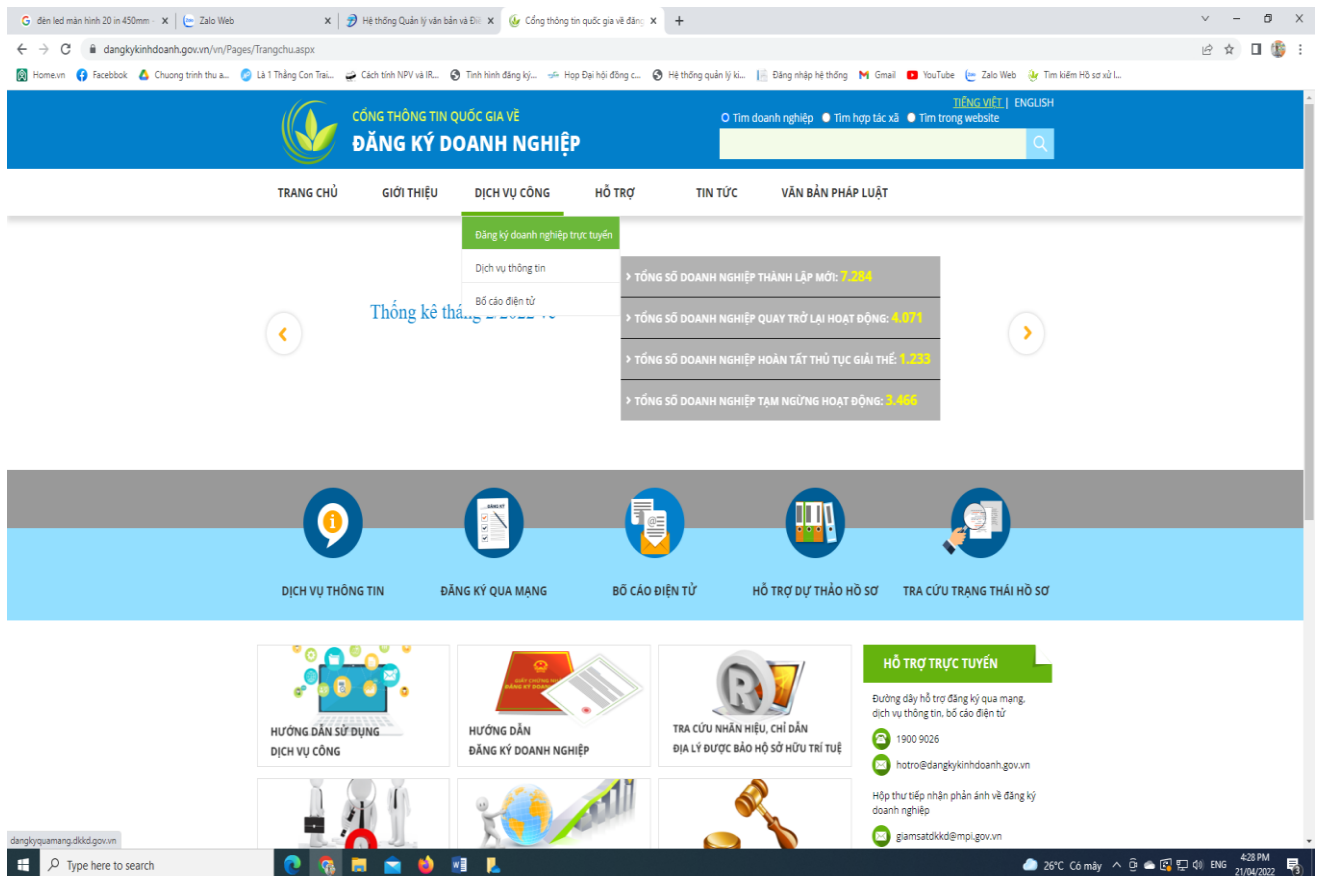 đèn led màn hình 20 in 450mm -
Zalo Web
Hệ thống Quản lý văn bản và Điề
Cổng thông tin quốc gia về đăng
dangkykinhdoanh.gov.vn/vn/Pages/Trangchu.aspx
Home.vn
Facebbok
Chuong trinh thu a...
Là 1 Thằng Con Trai...
Cách tính NPV và IR...
Tình hình đăng ký...
Họp Đại hội đồng c...
Hệ thống quản lý ki...
Đăng nhập hệ thống
Gmail
YouTube
Zalo Web
Tìm kiếm Hồ sơ xử l...
TIẾNG VIỆT | ENGLISH
CỔNG THÔNG TIN QUỐC GIA VỀ
ĐĂNG KÝ DOANH NGHIỆP
Tìm doanh nghiệp
Tìm hợp tác xã
Tìm trong website
TRANG CHỦ
GIỚI THIỆU
DỊCH VỤ CÔNG
HỖ TRỢ
TIN TỨC
VĂN BẢN PHÁP LUẬT
Đăng ký doanh nghiệp trực tuyến
Dịch vụ thông tin
Bố cáo điện tử
Thống kê tháng 2/2022 về
› TỔNG SỐ DOANH NGHIỆP THÀNH LẬP MỚI: 7.284
› TỔNG SỐ DOANH NGHIỆP QUAY TRỞ LẠI HOẠT ĐỘNG: 4.071
› TỔNG SỐ DOANH NGHIỆP HOÀN TẤT THỦ TỤC GIẢI THỂ: 1.233
› TỔNG SỐ DOANH NGHIỆP TẠM NGỪNG HOẠT ĐỘNG: 3.466
DỊCH VỤ THÔNG TIN
ĐĂNG KÝ QUA MẠNG
BỐ CÁO ĐIỆN TỬ
HỖ TRỢ DỰ THẢO HỒ SƠ
TRA CỨU TRẠNG THÁI HỒ SƠ
HƯỚNG DẪN SỬ DỤNG
DỊCH VỤ CÔNG
HƯỚNG DẪN
ĐĂNG KÝ DOANH NGHIỆP
TRA CỨU NHÃN HIỆU, CHỈ DẪN
ĐỊA LÝ ĐƯỢC BẢO HỘ SỞ HỮU TRÍ TUỆ
HỖ TRỢ TRỰC TUYẾN
Đường dây hỗ trợ đăng ký qua mạng,
dịch vụ thông tin, bố cáo điện tử
1900 9026
hotro@dangkykinhdoanh.gov.vn
Hộp thư tiếp nhận phản ánh về đăng ký
doanh nghiệp
giamsatdkkd@mpi.gov.vn
dangkyquamang.dkkd.gov.vn
Type here to search
26°C Có mây
ENG
4:28 PM
21/04/2022